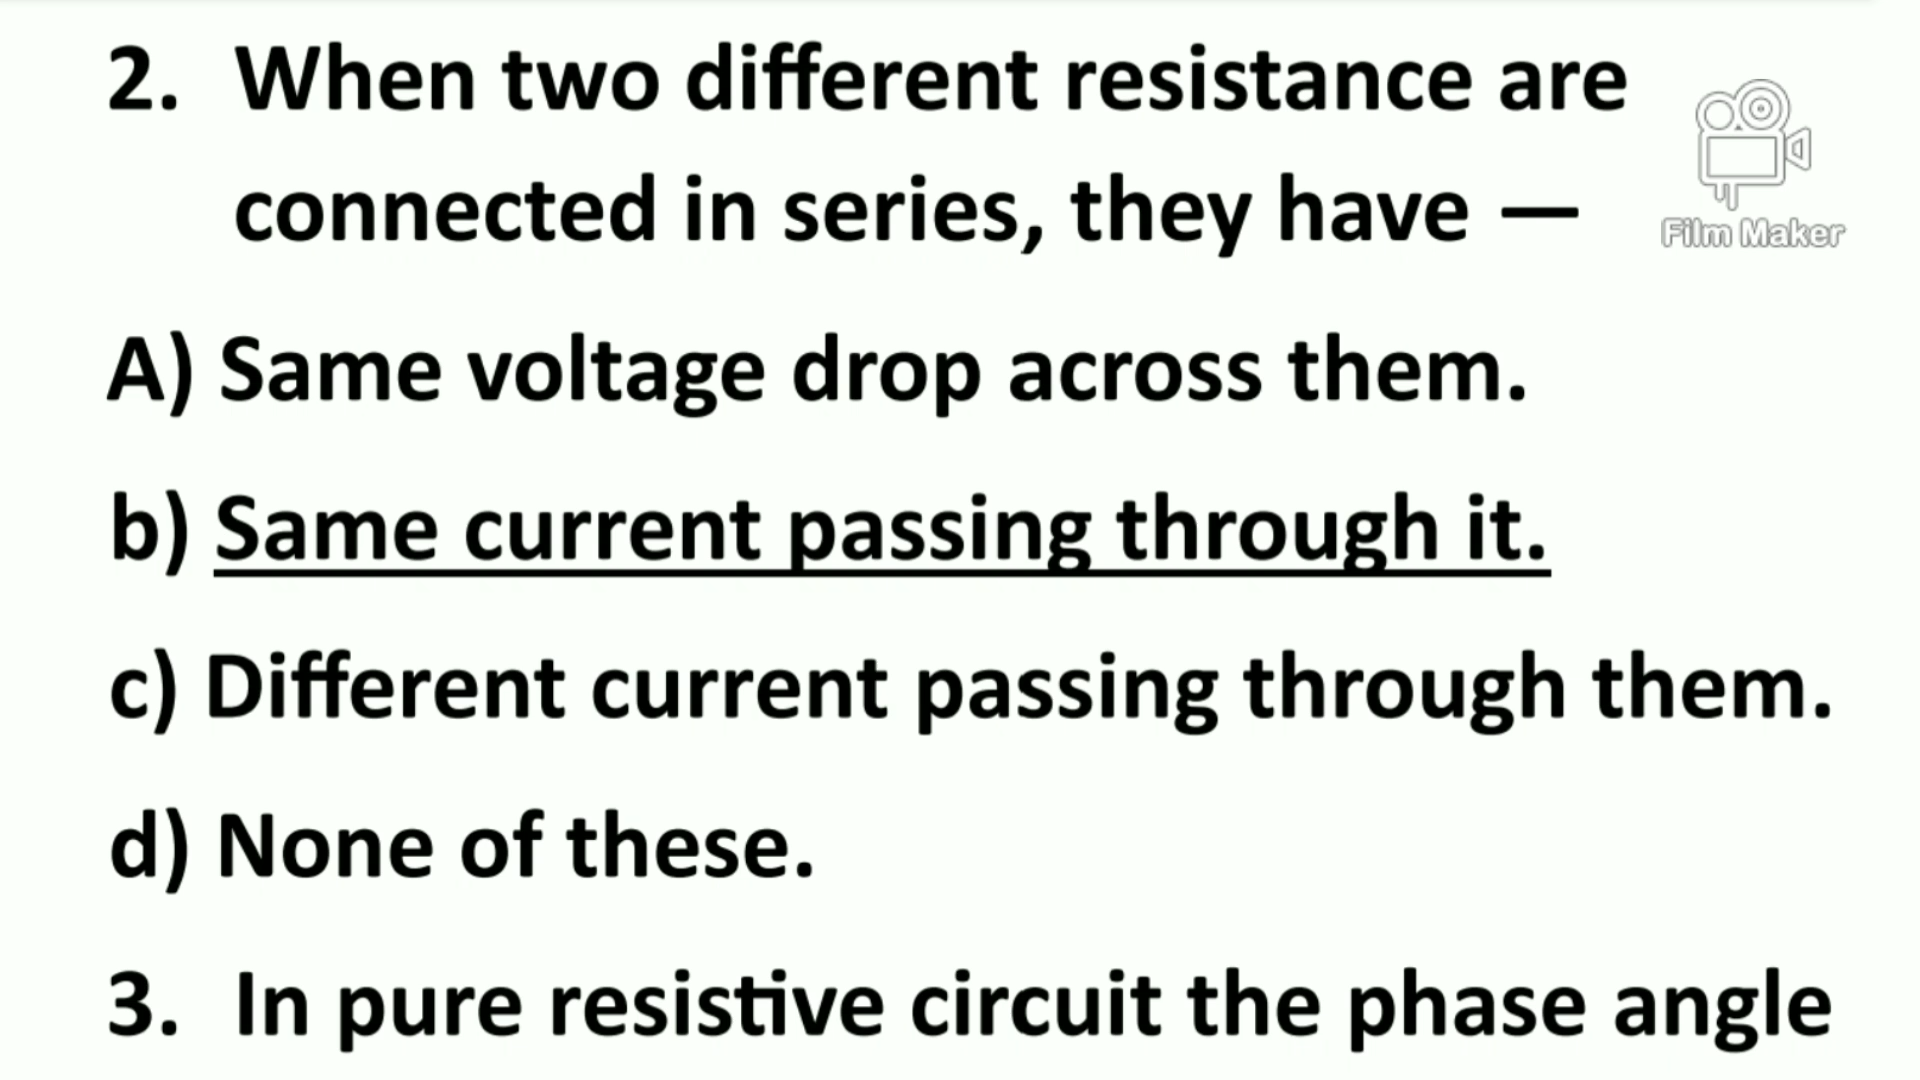 2. When two different resistance are
connected in series, they have —
Film Maker
A) Same voltage drop across them.
b) Same current passing through it.
c) Different current passing through them.
d) None of these.
3. In pure resistive circuit the phase angle